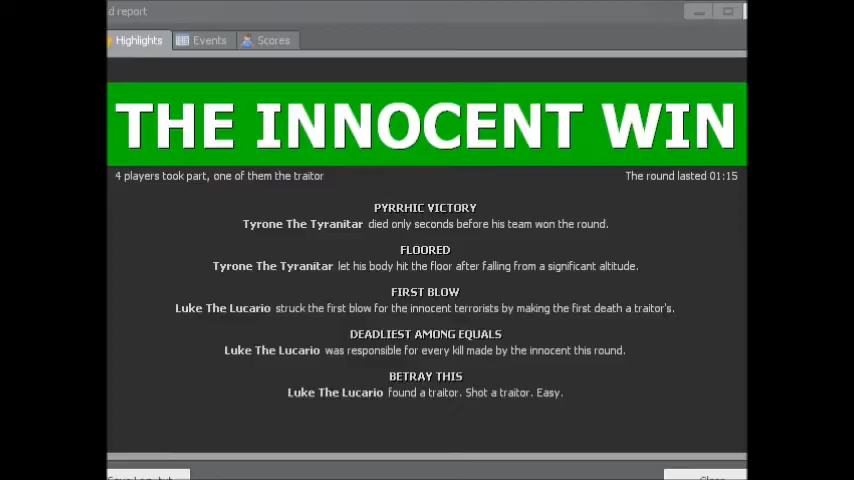 d report
Highlights Events Scores
THE INNOCENT WIN
4 players took part, one of them the traitor The round lasted 01:15
PYRRHIC VICTORY
Tyrone The Tyranitar died only seconds before his team won the round.
FLOORED
Tyrone The Tyranitar let his body hit the floor after falling from a significant altitude.
FIRST BLOW
Luke The Lucario struck the first blow for the innocent terrorists by making the first death a traitor's.
DEADLIEST AMONG EQUALS
Luke The Lucario was responsible for every kill made by the innocent this round.
BETRAY THIS
Luke The Lucario found a traitor. Shot a traitor. Easy.